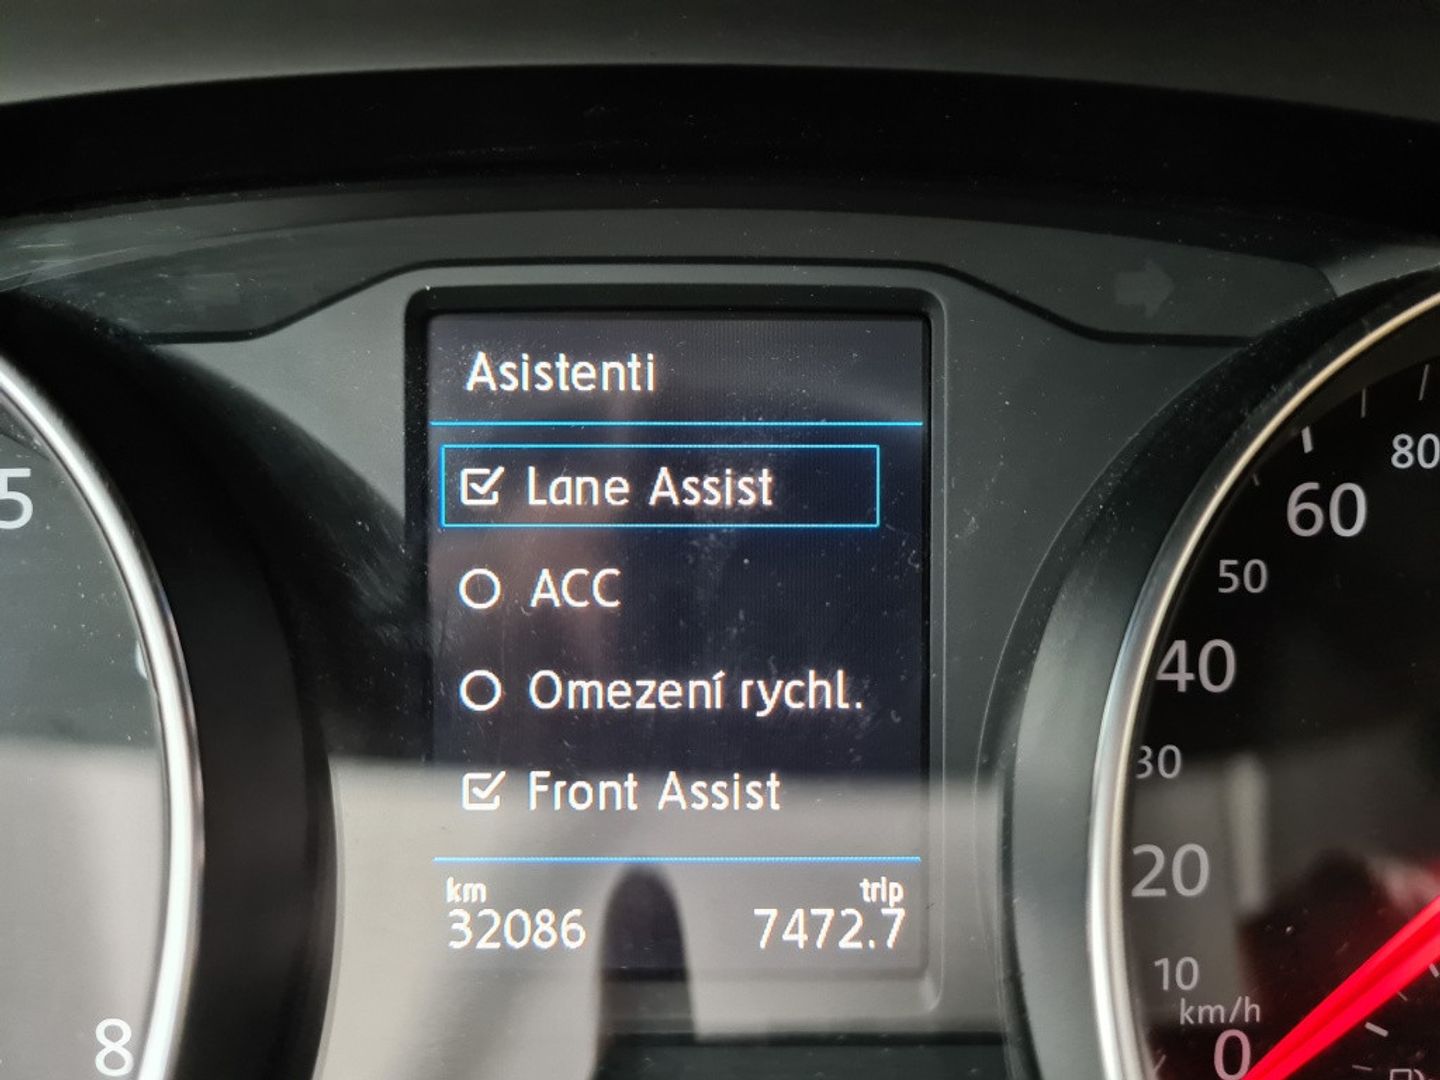 Asistenti
Lane Assist
ACC
Omezení rychl.
Front Assist
km trip
32086 7472.7
5
8
80
60
50
40
30
20
10
km/h
0